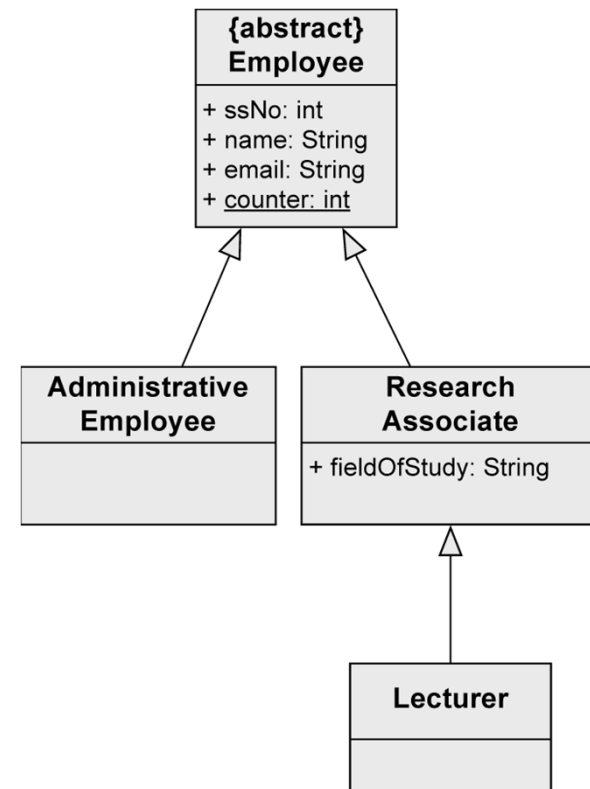 {abstract}
Employee
+ ssNo: int
+ name: String
+ email: String
+ counter: int
Administrative
Employee
Research
Associate
+ fieldOfStudy: String
Lecturer